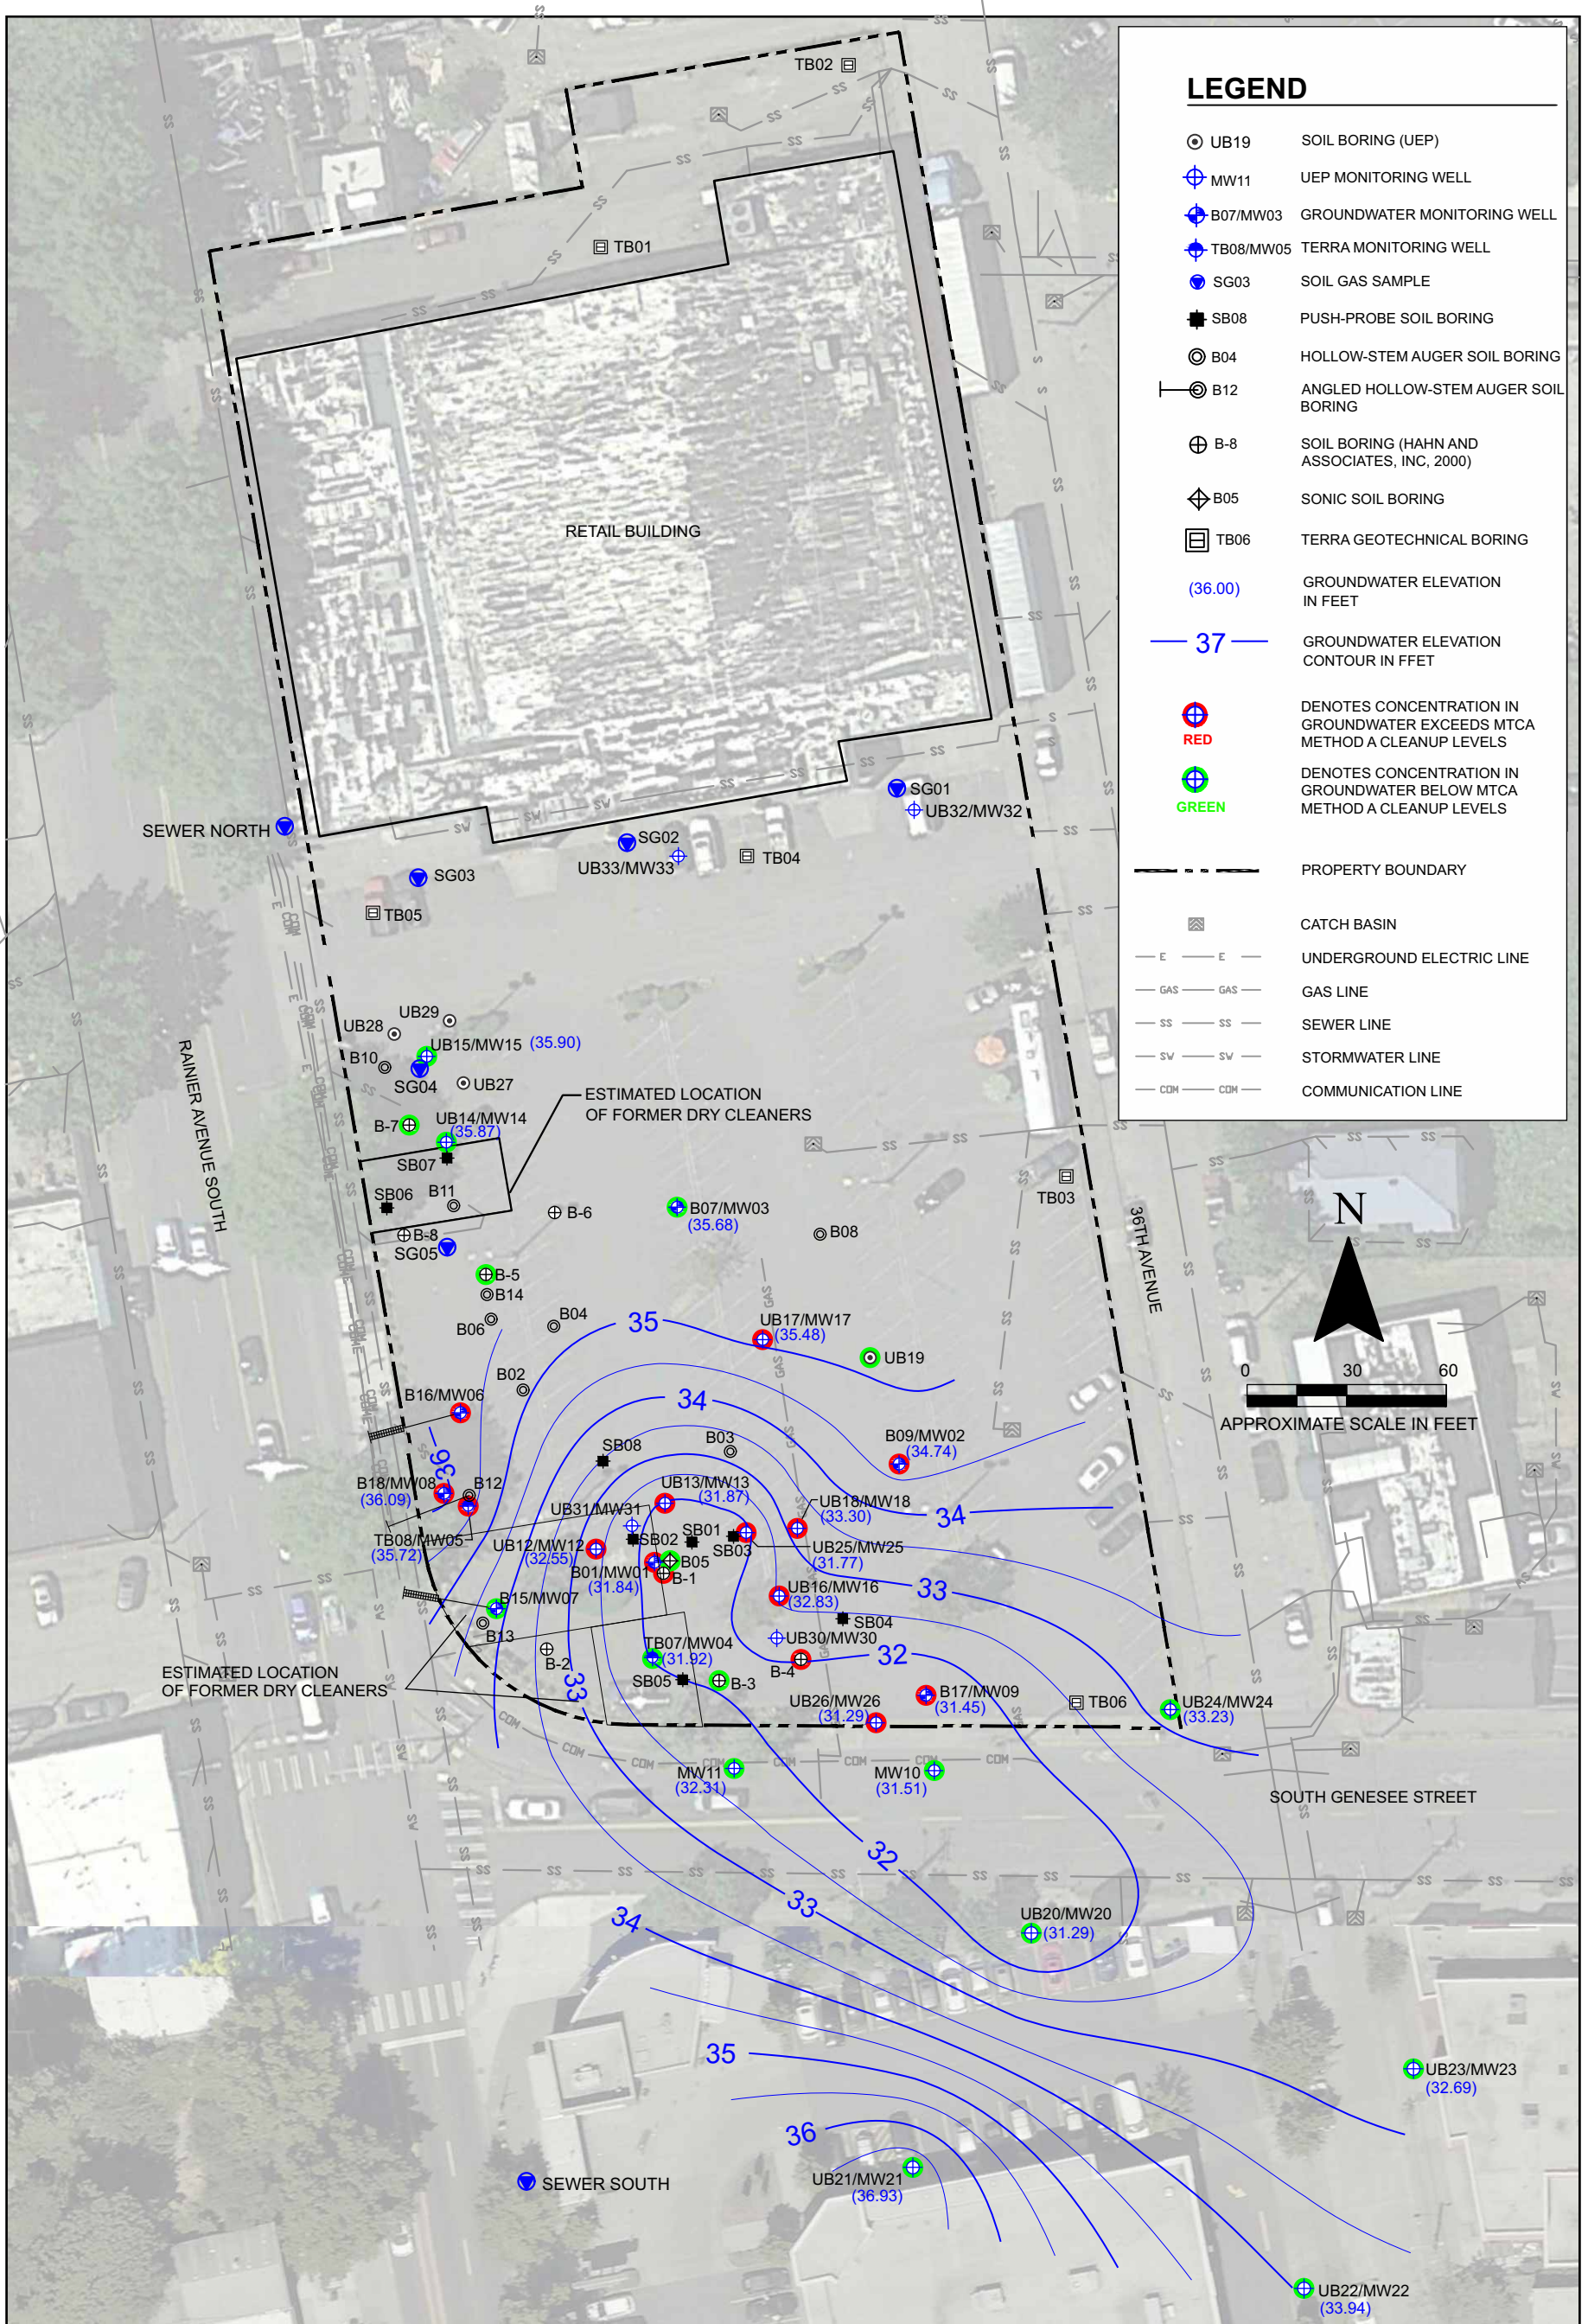 LEGEND
UB19 SOIL BORING (UEP)
MW11 UEP MONITORING WELL
B07/MW03 GROUNDWATER MONITORING WELL
TB08/MW05 TERRA MONITORING WELL
SG03 SOIL GAS SAMPLE
SB08 PUSH-PROBE SOIL BORING
B04 HOLLOW-STEM AUGER SOIL BORING
B12 ANGLED HOLLOW-STEM AUGER SOIL
BORING
B-8 SOIL BORING (HAHN AND
ASSOCIATES, INC, 2000)
B05 SONIC SOIL BORING
TB06 TERRA GEOTECHNICAL BORING
(36.00) GROUNDWATER ELEVATION
IN FEET
37 GROUNDWATER ELEVATION
CONTOUR IN FFET
RED
DENOTES CONCENTRATION IN
GROUNDWATER EXCEEDS MTCA
METHOD A CLEANUP LEVELS
GREEN
DENOTES CONCENTRATION IN
GROUNDWATER BELOW MTCA
METHOD A CLEANUP LEVELS
PROPERTY BOUNDARY
CATCH BASIN
E E UNDERGROUND ELECTRIC LINE
GAS GAS GAS LINE
SS SS SEWER LINE
SW SW STORMWATER LINE
COM COM COMMUNICATION LINE
TB02
TB01
RETAIL BUILDING
SG01
UB32/MW32
SEWER NORTH
SG02
UB33/MW33
TB04
SG03
TB05
UB29
UB28
UB15/MW15 (35.90)
B10
SG04
UB27
ESTIMATED LOCATION
OF FORMER DRY CLEANERS
B-7
UB14/MW14
(35.87)
SB07
SB06
B11
B-6
B-8
SG05
B07/MW03
(35.68)
B08
TB03
RAINIER AVENUE SOUTH
36TH AVENUE
N
0 30 60
APPROXIMATE SCALE IN FEET
B-5
B14
B06
B04
35
UB17/MW17
(35.48)
UB19
B02
B16/MW06
34
B03
SB08
B09/MW02
(34.74)
36
B18/MW08
(36.09)
B12
UB13/MW13
(31.87)
UB18/MW18
(33.30)
34
UB31/MW31
SB02
SB01
SB03
TB08/MW05
(35.72)
UB12/MW12
(32.55)
UB25/MW25
(31.77)
B05
B01/MW01
(31.84)
B-1
UB16/MW16
(32.83)
33
B15/MW07
SB04
B13
UB30/MW30
B-2
TB07/MW04
(31.92)
B-4
32
ESTIMATED LOCATION
OF FORMER DRY CLEANERS
33
SB05
B-3
B17/MW09
(31.45)
UB26/MW26
(31.29)
TB06
UB24/MW24
(33.23)
MW11
(32.31)
MW10
(31.51)
SOUTH GENESEE STREET
32
33
34
UB20/MW20
(31.29)
35
36
UB23/MW23
(32.69)
UB21/MW21
(36.93)
SEWER SOUTH
UB22/MW22
(33.94)